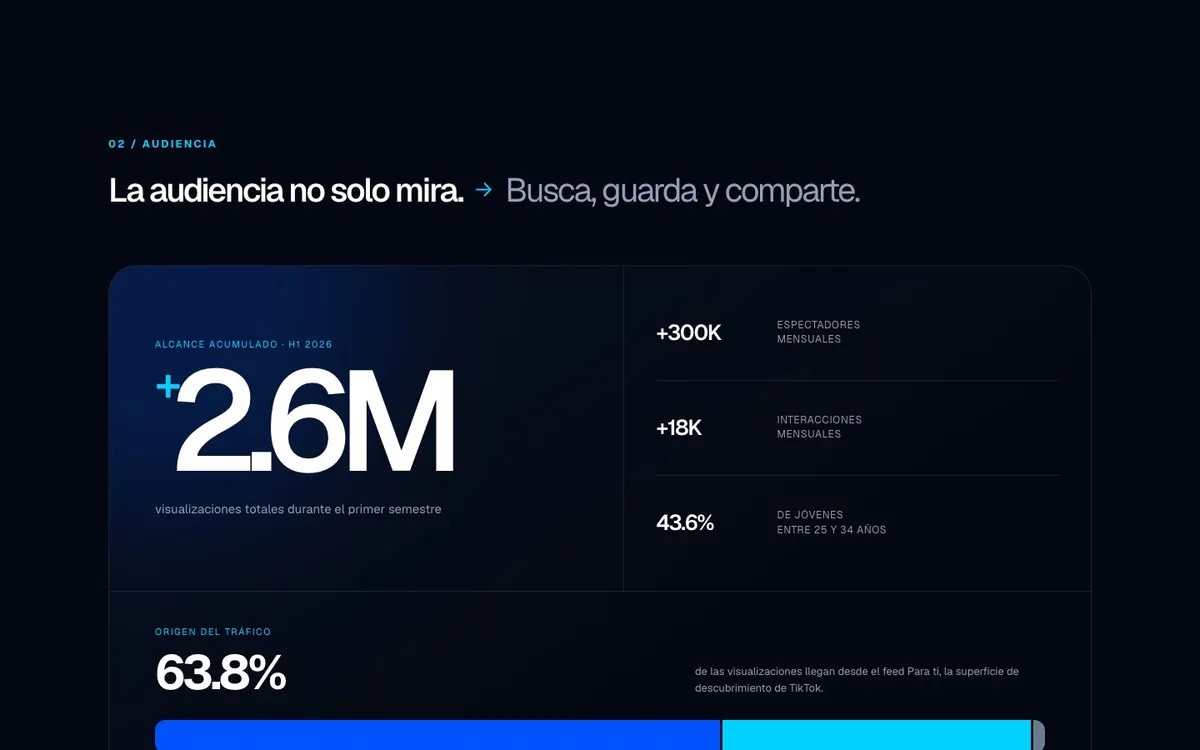 02 / AUDIENCIA
La audiencia no solo mira. → Busca, guarda y comparte.
ALCANCE ACUMULADO · H1 2026
+2.6M
visualizaciones totales durante el primer semestre
+300K
ESPECTADORES
MENSUALES
+18K
INTERACCIONES
MENSUALES
43.6%
DE JÓVENES
ENTRE 25 Y 34 AÑOS
ORIGEN DEL TRÁFICO
63.8%
de las visualizaciones llegan desde el feed Para ti, la superficie de
descubrimiento de TikTok.